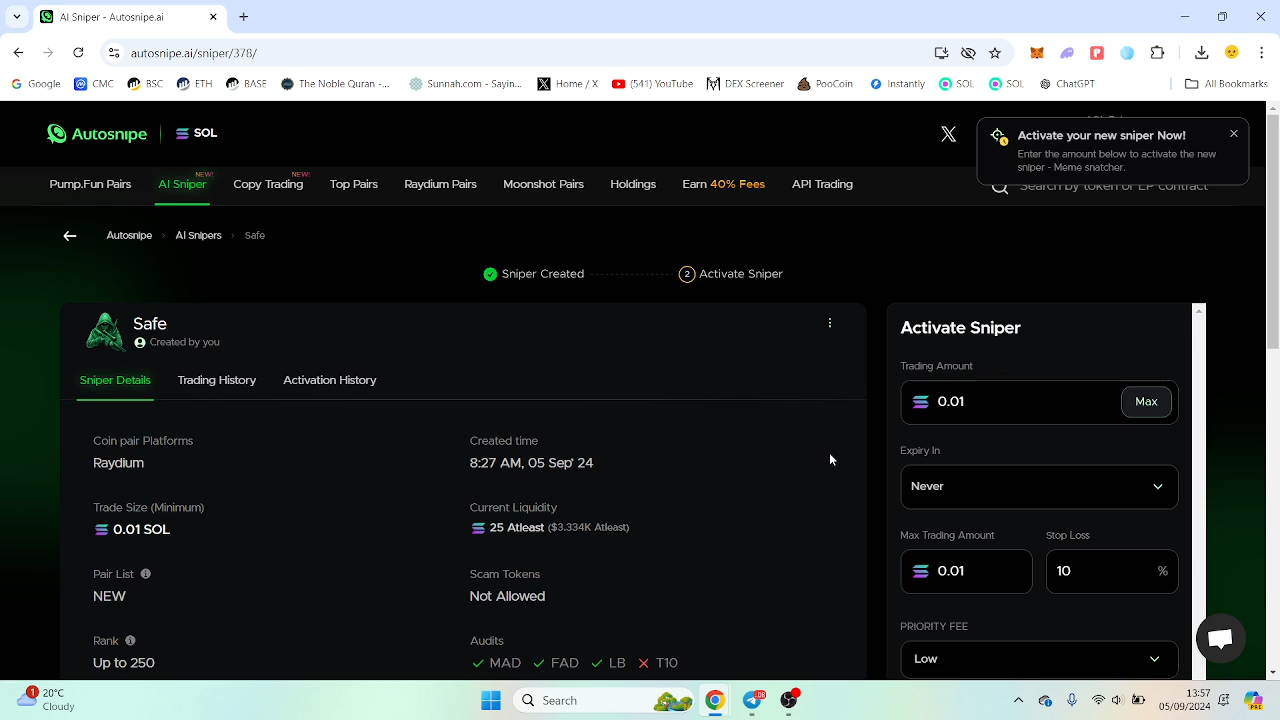 AI Sniper - Autosnipe.ai
autosnipe.ai/sniper/378/
Google CMC BSC ETH BASE The Noble Quran -... Sunnah.com - Sayin... Home / X (541) YouTube DEX Screener PooCoin Instantly SOL SOL ChatGPT All Bookmarks
Autosnipe SOL
Activate your new sniper Now!
Enter the amount below to activate the new
sniper - Meme snatcher.
Pump.Fun Pairs AI Sniper NEW! Copy Trading NEW! Top Pairs Raydium Pairs Moonshot Pairs Holdings Earn 40% Fees API Trading Search by token or LP contract
Autosnipe > AI Snipers > Safe
Sniper Created 2 Activate Sniper
Safe
Created by you
Sniper Details Trading History Activation History
Coin pair Platforms
Raydium
Created time
8:27 AM, 05 Sep' 24
Trade Size (Minimum)
0.01 SOL
Current Liquidity
25 Atleast ($3.334K Atleast)
Pair List
NEW
Scam Tokens
Not Allowed
Rank
Up to 250
Audits
MAD FAD LB T10
Activate Sniper
Trading Amount
0.01 Max
Expiry In
Never
Max Trading Amount Stop Loss
0.01 10 %
PRIORITY FEE
Low
1 20°C
Cloudy
Search
DB
13:57
05/09/2024
PRE